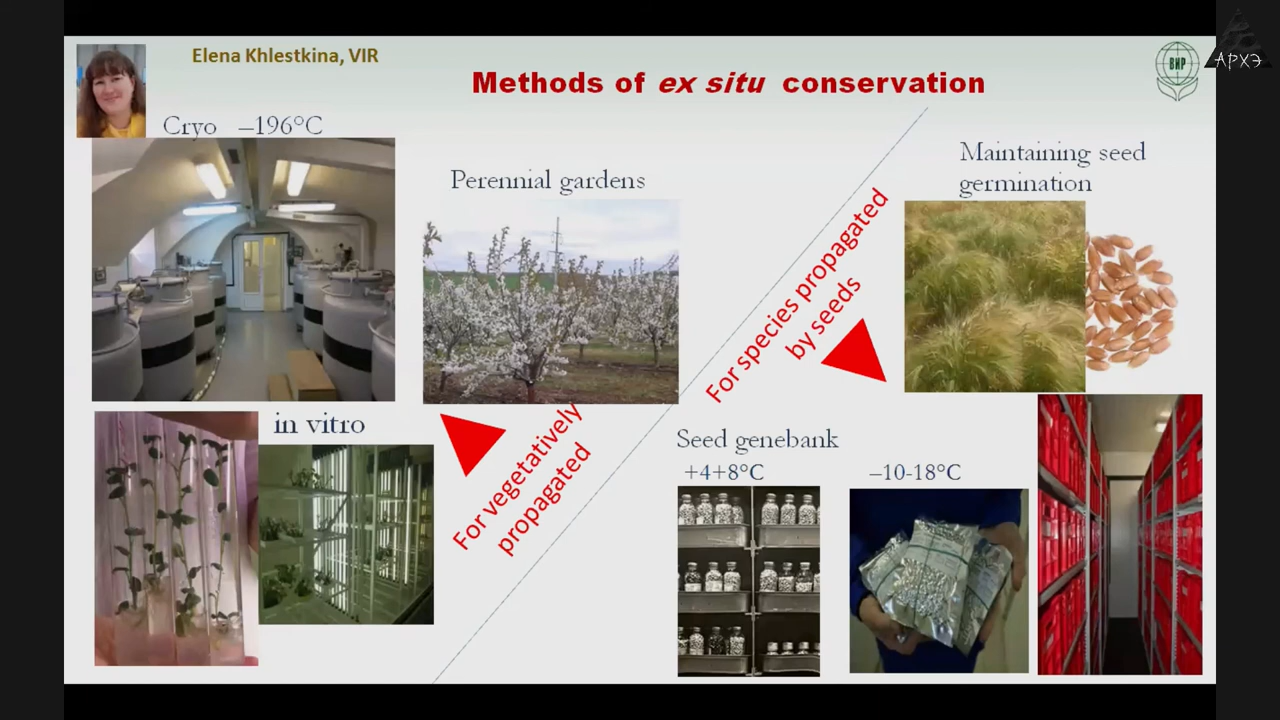 Elena Khlestkina, VIR
Methods of ex situ conservation
ВИР
АРХЭ
Cryo –196°C
Perennial gardens
Maintaining seed
germination
For species propagated
by seeds
in vitro
For vegetatively
propagated
Seed genebank
+4+8°C
–10-18°C